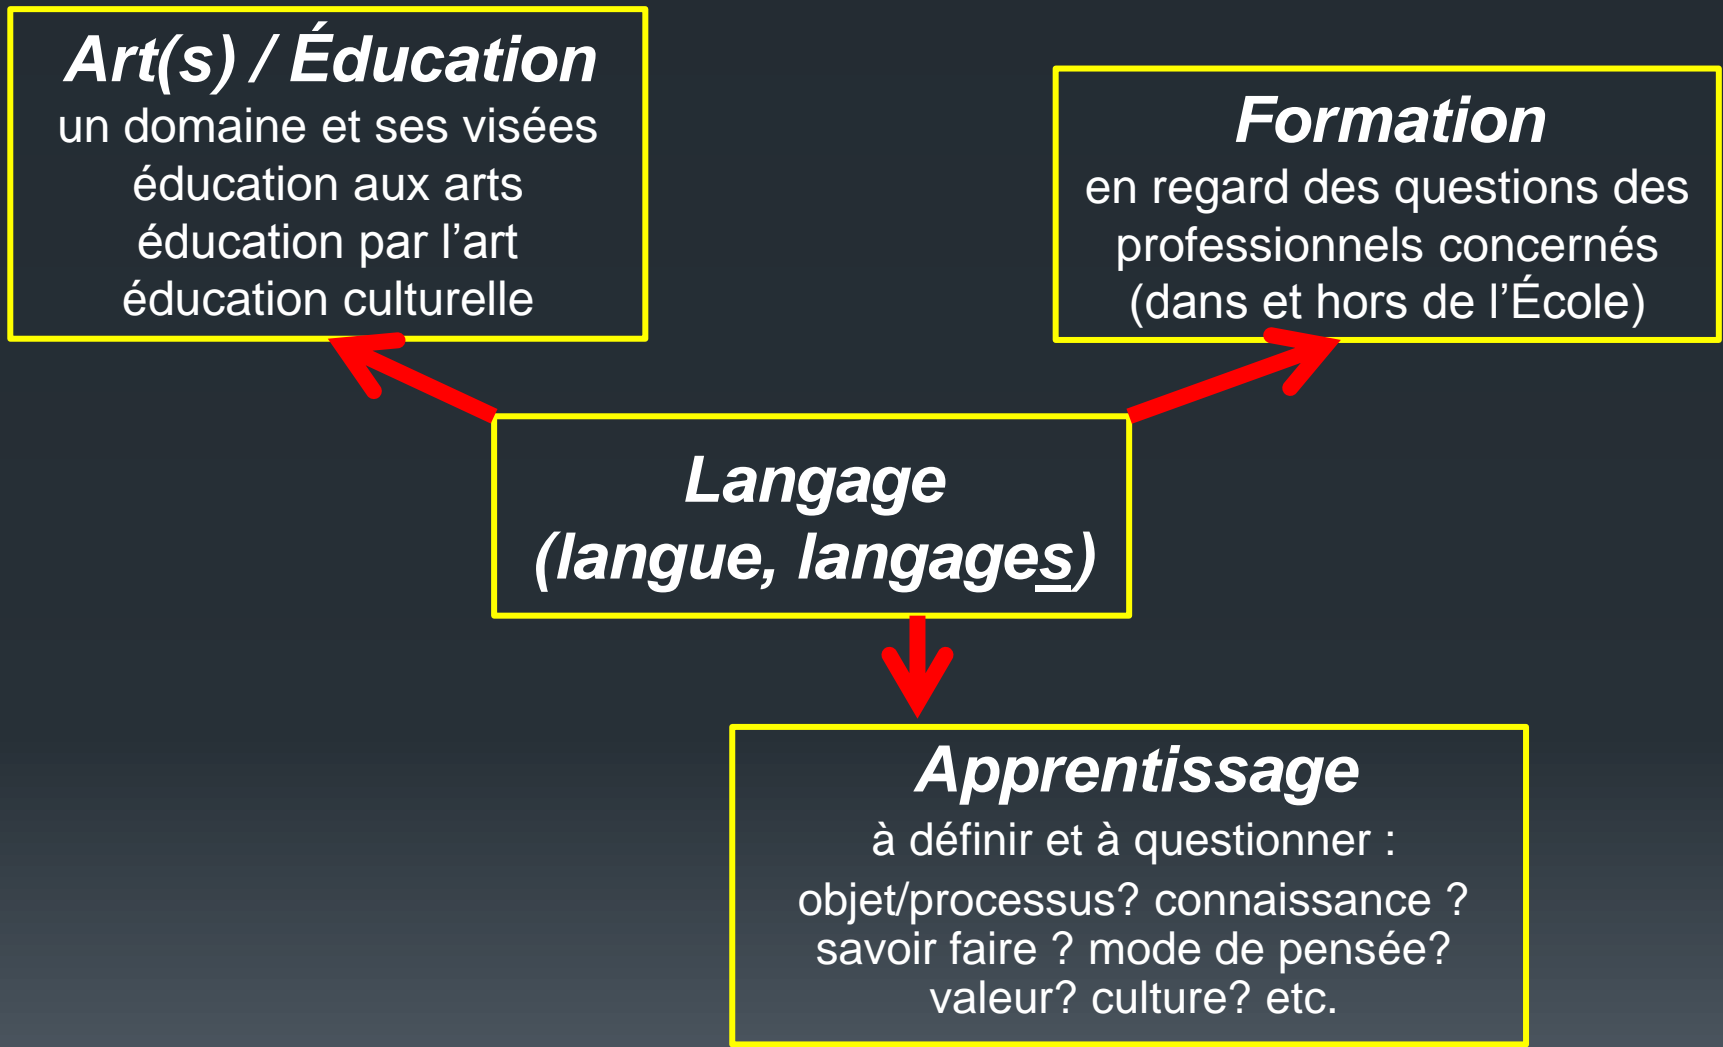 Art(s) / Éducation
un domaine et ses visées
éducation aux arts
éducation par l’art
éducation culturelle
Formation
en regard des questions des
professionnels concernés
(dans et hors de l’École)
Langage
(langue, langages)
Apprentissage
à définir et à questionner :
objet/processus? connaissance ?
savoir faire ? mode de pensée?
valeur? culture? etc.